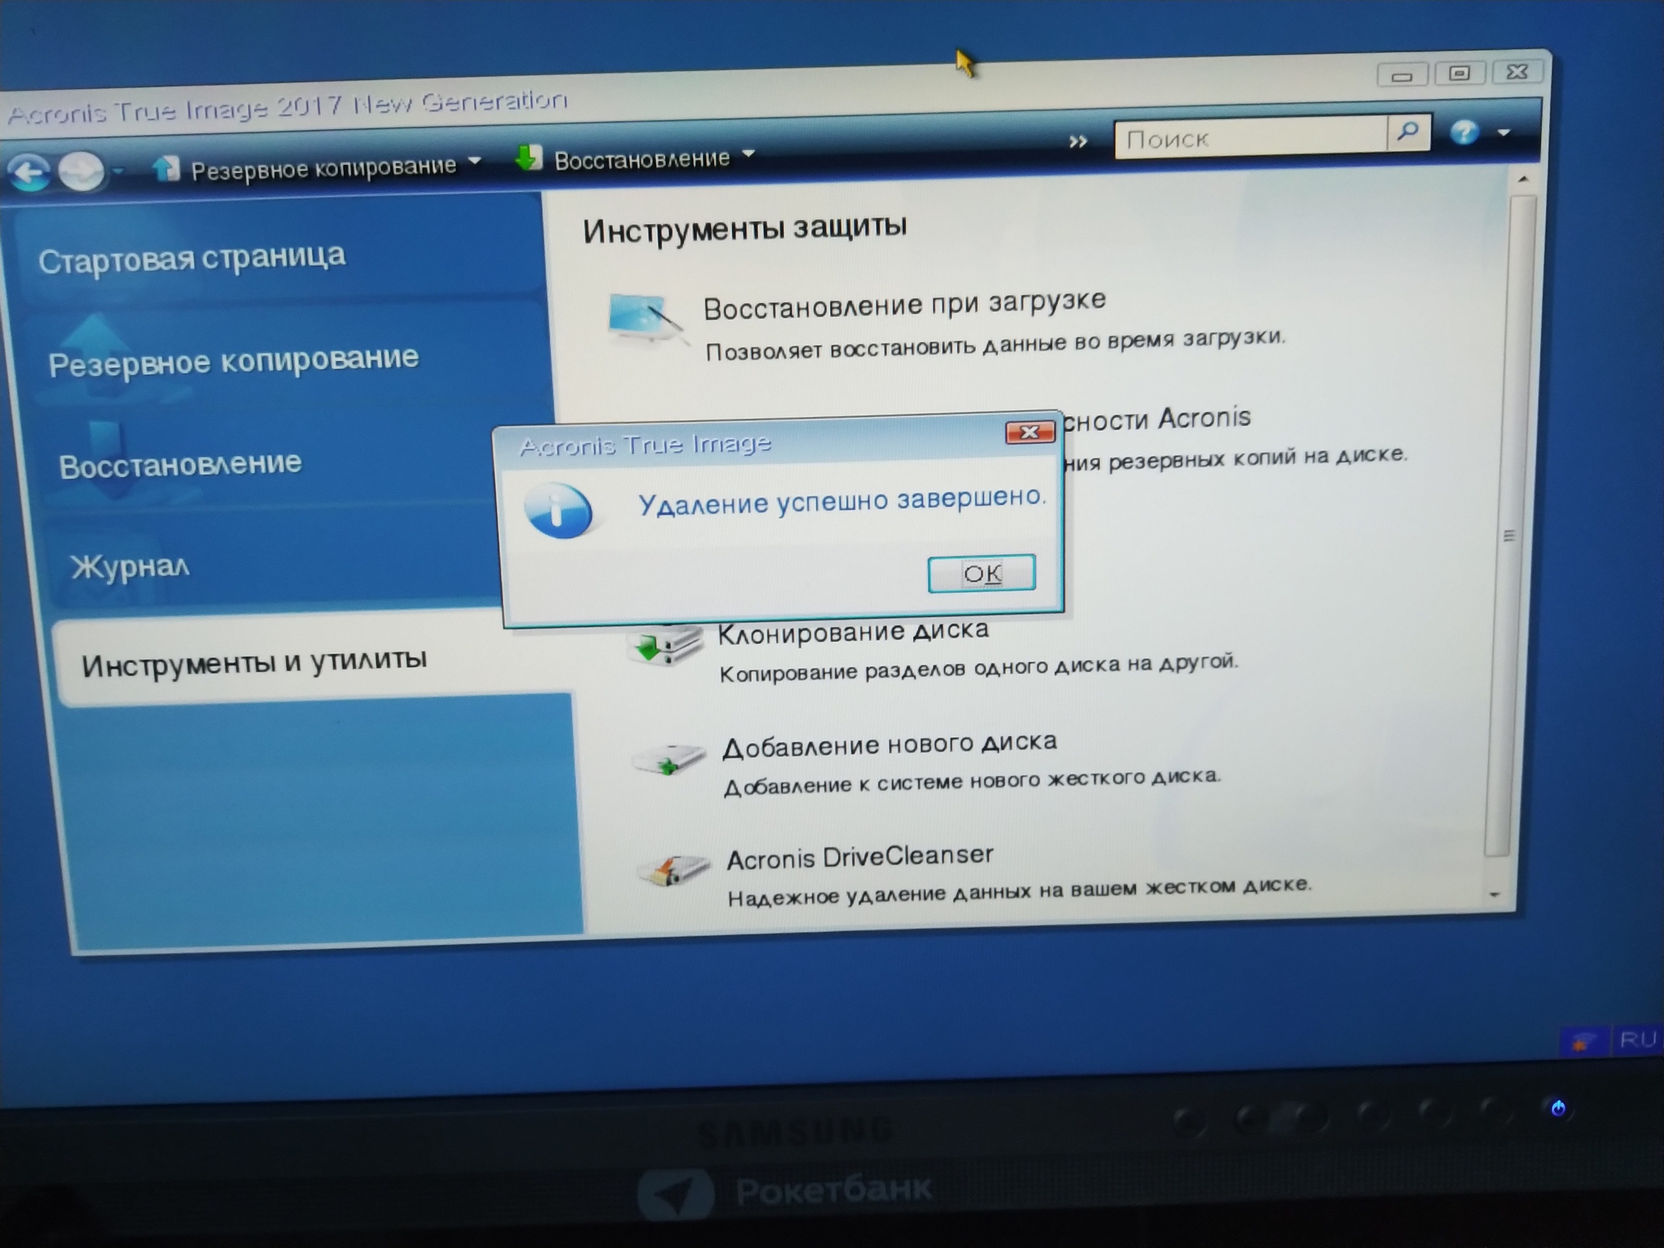 Acronis True Image 2017 New Generation
Резервное копирование
Восстановление
»
Поиск
Стартовая страница
Резервное копирование
Восстановление
Журнал
Инструменты и утилиты
Инструменты защиты
Восстановление при загрузке
Позволяет восстановить данные во время загрузки.
сности Acronis
ния резервных копий на диске.
Acronis True Image
Удаление успешно завершено.
OK
Клонирование диска
Копирование разделов одного диска на другой.
Добавление нового диска
Добавление к системе нового жесткого диска.
Acronis DriveCleanser
Надежное удаление данных на вашем жестком диске.
RU
SAMSUNG
Рокетбанк